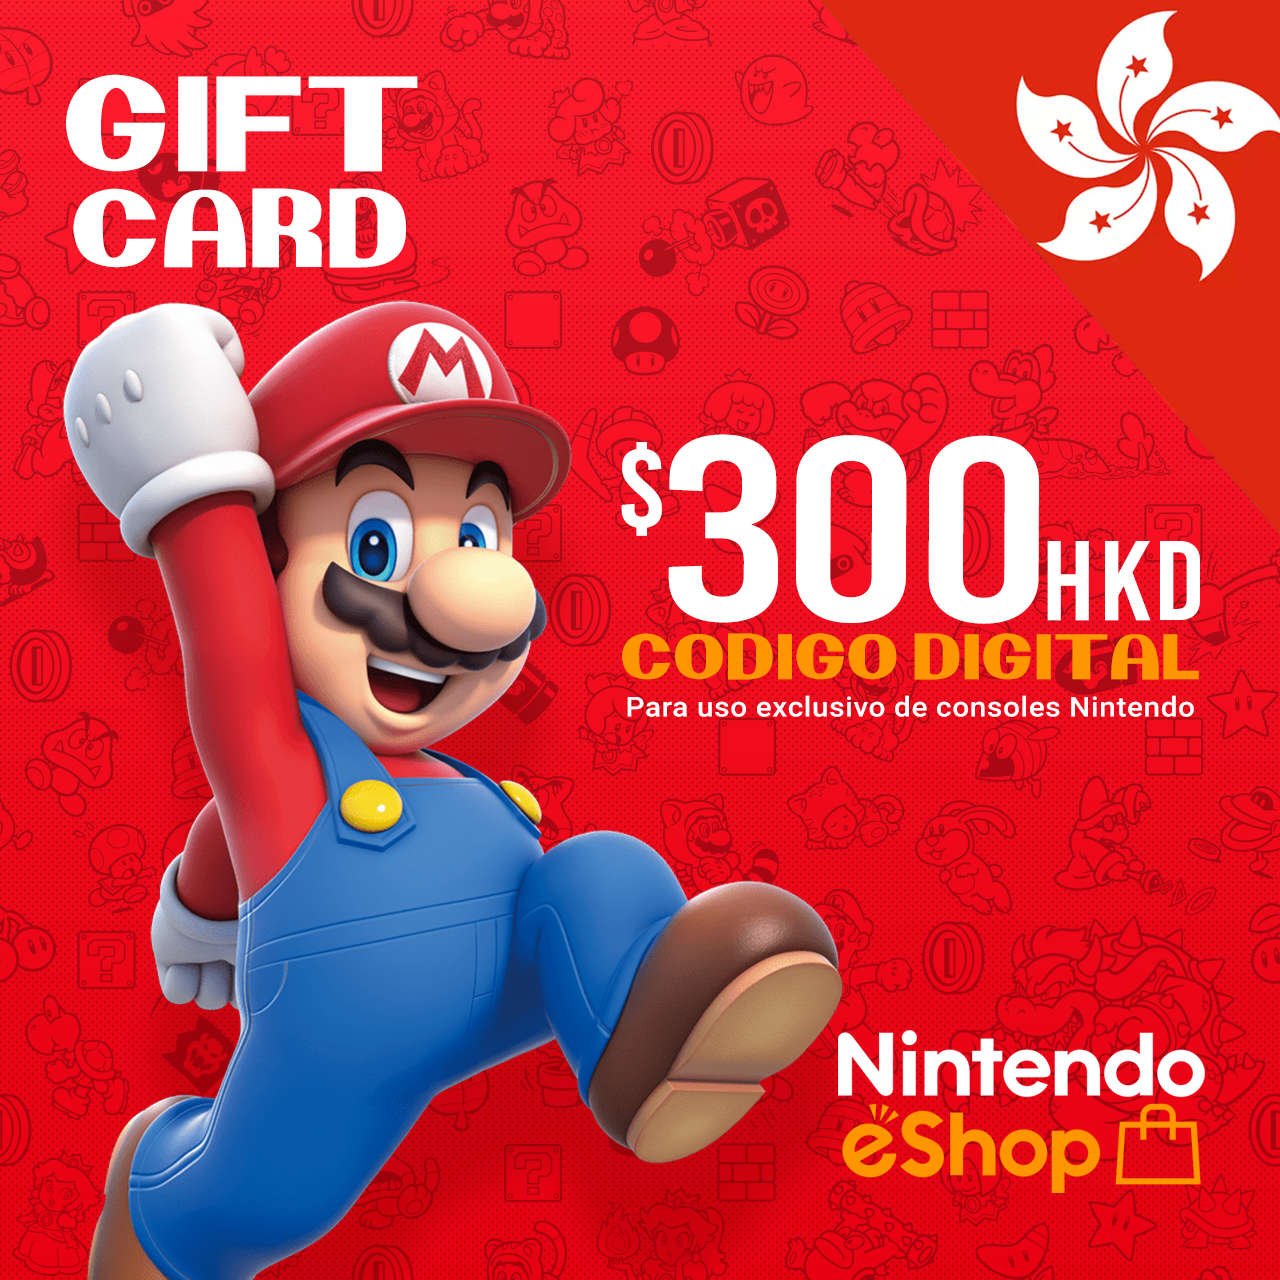 GIFT
CARD
M
$300HKD
CODIGO DIGITAL
Para uso exclusivo de consoles Nintendo
Nintendo
eShop